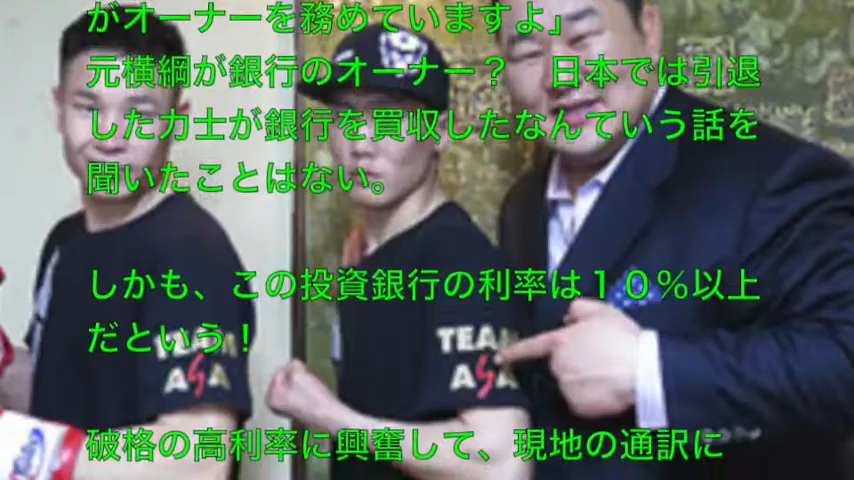 がオーナーを務めていますよ」
元横綱が銀行のオーナー？　日本では引退
した力士が銀行を買収したなんていう話を
聞いたことはない。
しかも、この投資銀行の利率は１０％以上
だという！
TEAM
ASA
TEAM
ASA
破格の高利率に興奮して、現地の通訳に